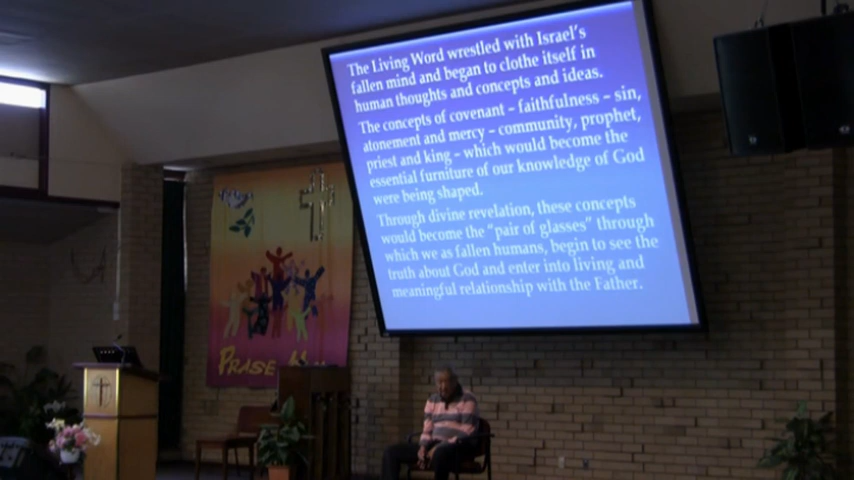 The Living Word wrestled with Israel's
fallen mind and began to clothe itself in
human thoughts and concepts and ideas.
The concepts of covenant – faithfulness – sin,
atonement and mercy – community, prophet,
priest and king – which would become the
essential furniture of our knowledge of God
were being shaped.
Through divine revelation, these concepts
would become the "pair of glasses" through
which we as fallen humans, begin to see the
truth about God and enter into living and
meaningful relationship with the Father.
PRAISE